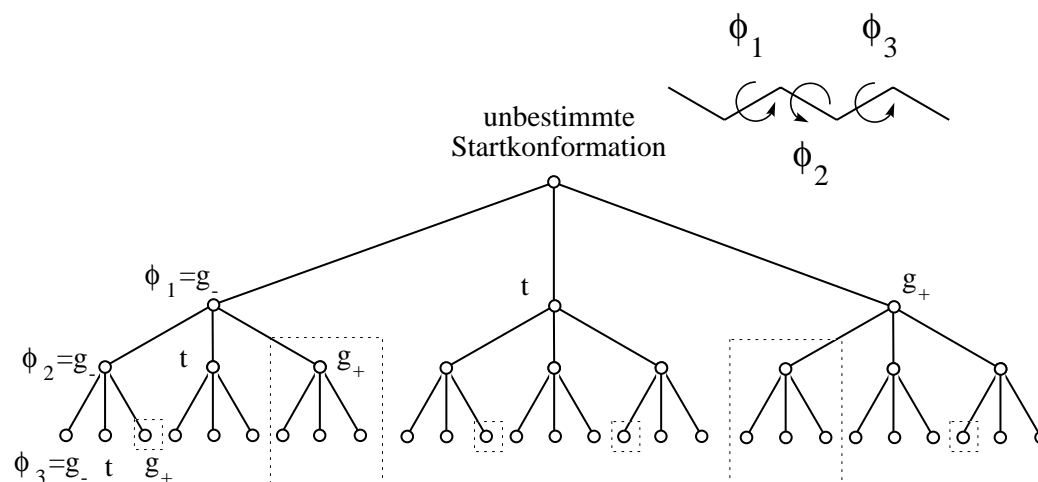 ϕ1 ϕ3
unbestimmte
Startkonformation
ϕ2
ϕ1=g-
t
g+
ϕ2=g-
t
g+
ϕ3=g- t g+